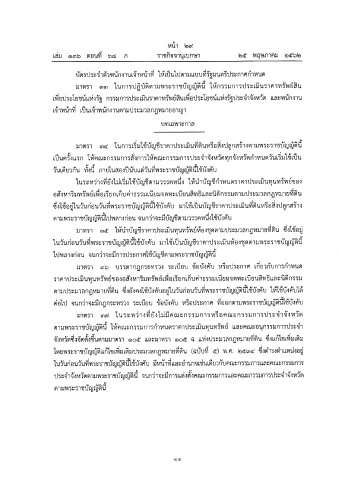 หน้า ๒๙
เล่ม ๑๓๖ ตอนที่ ๖๘ ก ราชกิจจานุเบกษา ๒๕ พฤษภาคม ๒๕๖๒
บัตรประจำตัวพนักงานเจ้าหน้าที่ ให้เป็นไปตามแบบที่รัฐมนตรีประกาศกำหนด
มาตรา ๓๓ ในการปฏิบัติตามพระราชบัญญัตินี้ ให้กรรมการประเมินราคาทรัพย์สิน
เพื่อประโยชน์แห่งรัฐ กรรมการประเมินราคาทรัพย์สินเพื่อประโยชน์แห่งรัฐประจำจังหวัด และพนักงาน
เจ้าหน้าที่ เป็นเจ้าพนักงานตามประมวลกฎหมายอาญา
บทเฉพาะกาล
มาตรา ๓๔ ในการเริ่มใช้บัญชีราคาประเมินที่ดินหรือสิ่งปลูกสร้างตามพระราชบัญญัตินี้
เป็นครั้งแรก ให้คณะกรรมการสั่งการให้คณะกรรมการประจำจังหวัดทุกจังหวัดกำหนดวันเริ่มใช้เป็น
วันเดียวกัน ทั้งนี้ ภายในสองปีนับแต่วันที่พระราชบัญญัตินี้ใช้บังคับ
ในระหว่างที่ยังไม่เริ่มใช้บัญชีตามวรรคหนึ่ง ให้นำบัญชีกำหนดราคาประเมินทุนทรัพย์ของ
อสังหาริมทรัพย์เพื่อเรียกเก็บค่าธรรมเนียมจดทะเบียนสิทธิและนิติกรรมตามประมวลกฎหมายที่ดิน
ซึ่งใช้อยู่ในวันก่อนวันที่พระราชบัญญัตินี้ใช้บังคับ มาใช้เป็นบัญชีราคาประเมินที่ดินหรือสิ่งปลูกสร้าง
ตามพระราชบัญญัตินี้ไปพลางก่อน จนกว่าจะมีบัญชีตามวรรคหนึ่งใช้บังคับ
มาตรา ๓๕ ให้นำบัญชีราคาประเมินทุนทรัพย์ห้องชุดตามประมวลกฎหมายที่ดิน ซึ่งใช้อยู่
ในวันก่อนวันที่พระราชบัญญัตินี้ใช้บังคับ มาใช้เป็นบัญชีราคาประเมินห้องชุดตามพระราชบัญญัตินี้
ไปพลางก่อน จนกว่าจะมีการประกาศใช้บัญชีตามพระราชบัญญัตินี้
มาตรา ๓๖ บรรดากฎกระทรวง ระเบียบ ข้อบังคับ หรือประกาศ เกี่ยวกับการกำหนด
ราคาประเมินทุนทรัพย์ของอสังหาริมทรัพย์เพื่อเรียกเก็บค่าธรรมเนียมจดทะเบียนสิทธิและนิติกรรม
ตามประมวลกฎหมายที่ดิน ซึ่งยังคงใช้บังคับอยู่ในวันก่อนวันที่พระราชบัญญัตินี้ใช้บังคับ ให้ใช้บังคับได้
ต่อไป จนกว่าจะมีกฎกระทรวง ระเบียบ ข้อบังคับ หรือประกาศ ที่ออกตามพระราชบัญญัตินี้ใช้บังคับ
มาตรา ๓๗ ในระหว่างที่ยังไม่มีคณะกรรมการหรือคณะกรรมการประจำจังหวัด
ตามพระราชบัญญัตินี้ ให้คณะกรรมการกำหนดราคาประเมินทุนทรัพย์ และคณะอนุกรรมการประจำ
จังหวัดซึ่งจัดตั้งขึ้นตามมาตรา ๑๐๕ และมาตรา ๑๐๕ ฉ แห่งประมวลกฎหมายที่ดิน ซึ่งแก้ไขเพิ่มเติม
โดยพระราชบัญญัติแก้ไขเพิ่มเติมประมวลกฎหมายที่ดิน (ฉบับที่ ๕) พ.ศ. ๒๕๓๔ ซึ่งดำรงตำแหน่งอยู่
ในวันก่อนวันที่พระราชบัญญัตินี้ใช้บังคับ มีหน้าที่และอำนาจเช่นเดียวกับคณะกรรมการและคณะกรรมการ
ประจำจังหวัดตามพระราชบัญญัตินี้ จนกว่าจะมีการแต่งตั้งคณะกรรมการและคณะกรรมการประจำจังหวัด
ตามพระราชบัญญัตินี้
๑๑